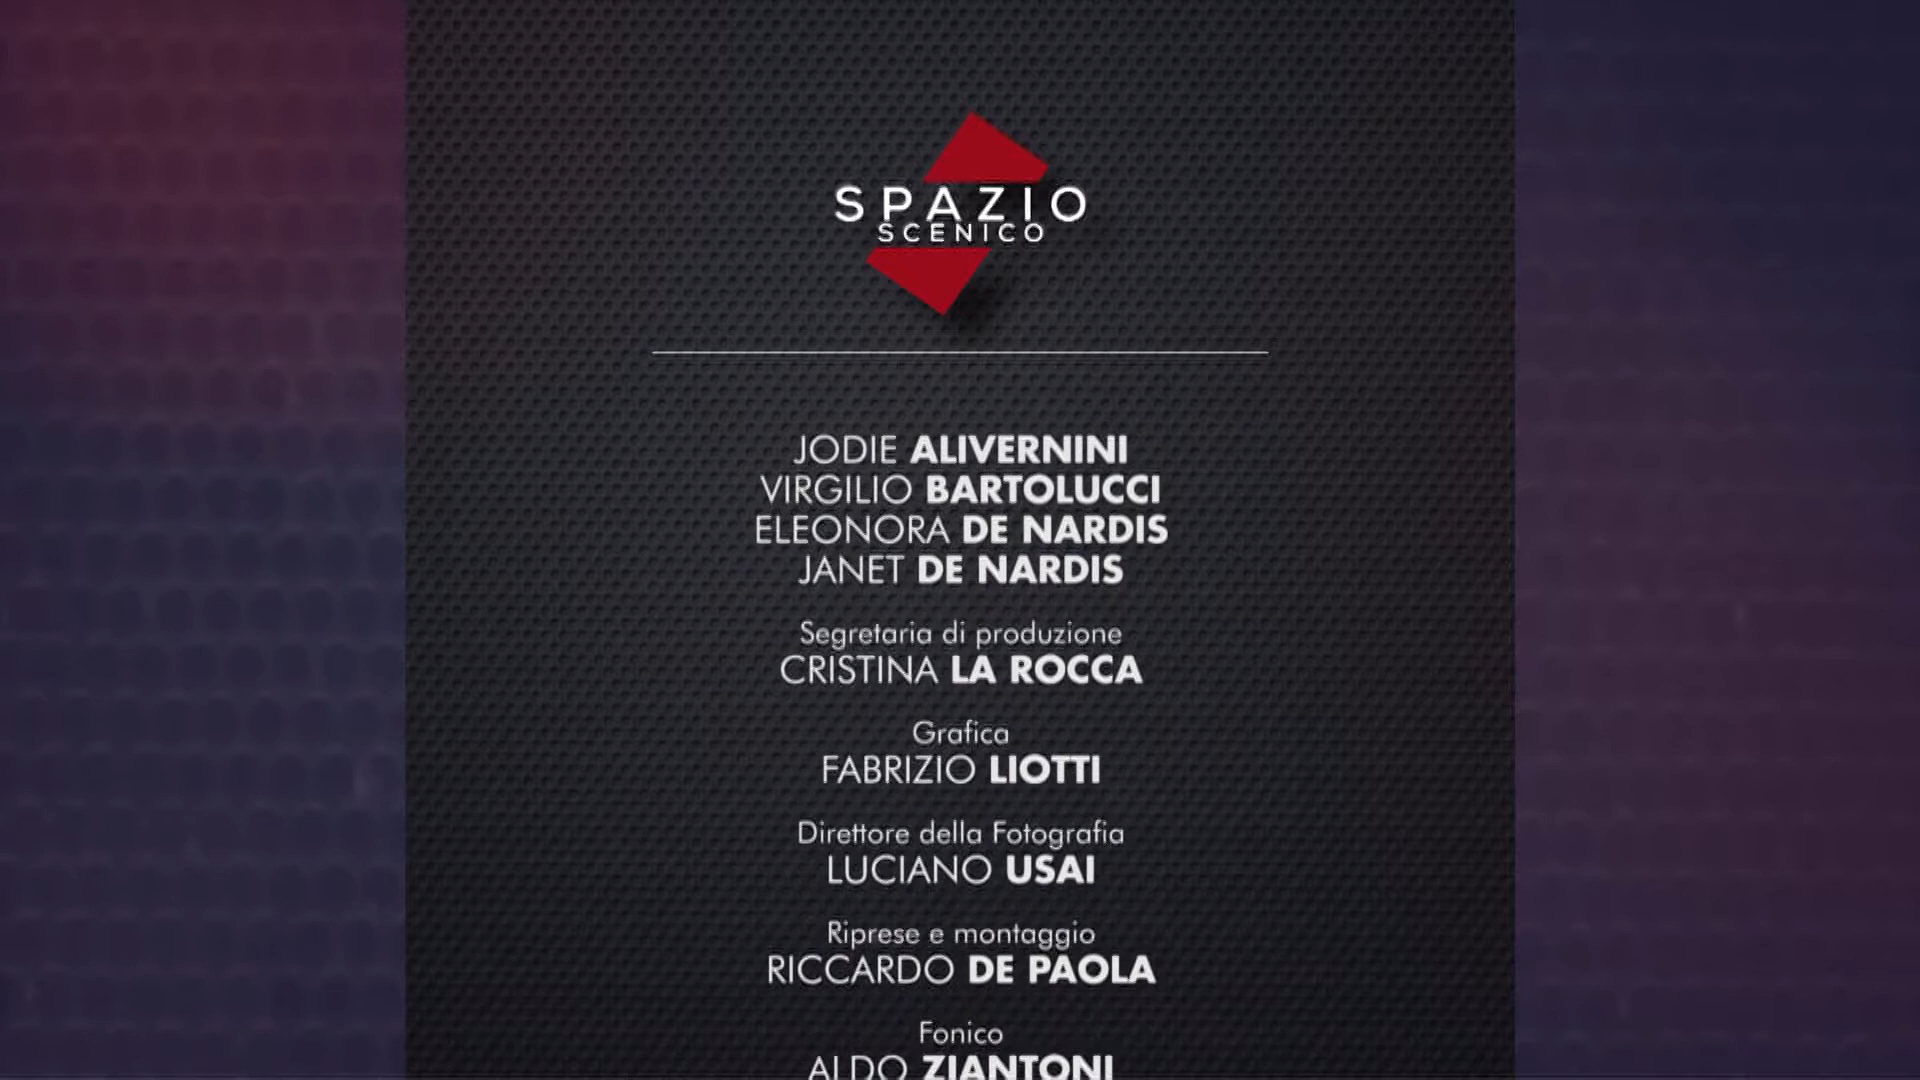 SPAZIO
SCENICO
JODIE ALIVERNINI
VIRGILIO BARTOLUCCI
ELEONORA DE NARDIS
JANET DE NARDIS
Segretaria di produzione
CRISTINA LA ROCCA
Grafica
FABRIZIO LIOTTI
Direttore della Fotografia
LUCIANO USAI
Riprese e montaggio
RICCARDO DE PAOLA
Fonico
ALDO ZIANTONI